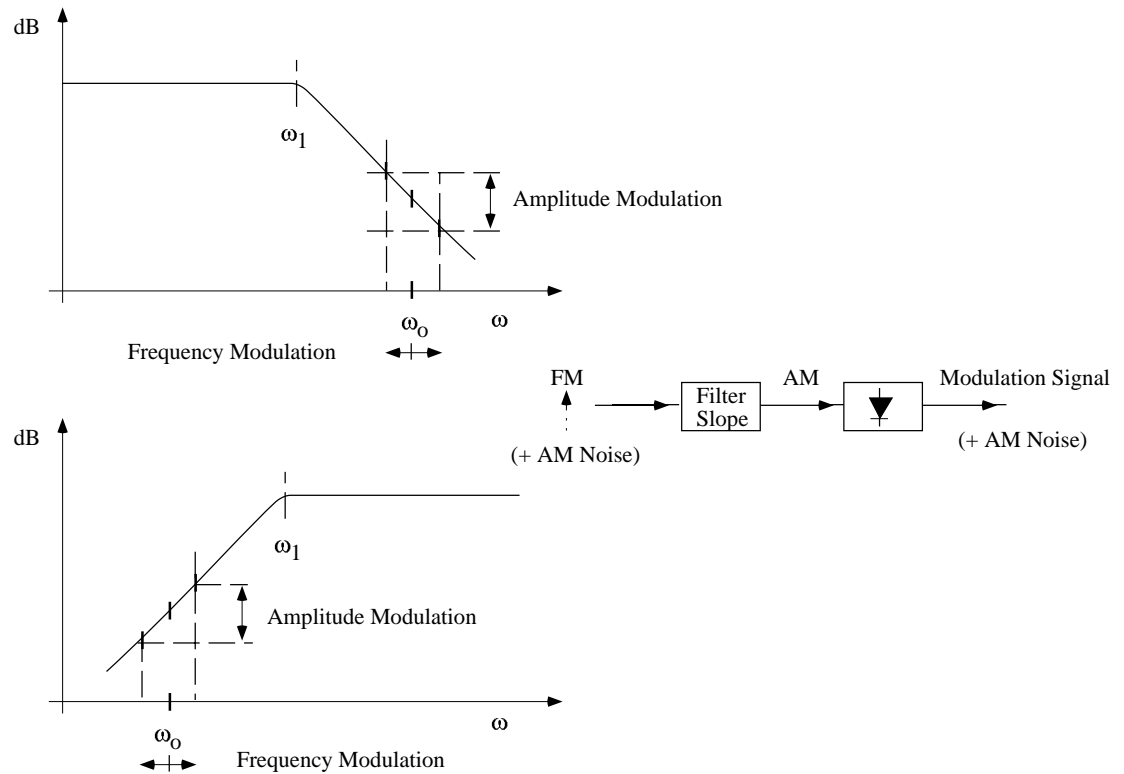 dB
ω1
Amplitude Modulation
ωo
ω
Frequency Modulation
FM
Filter
Slope
AM
Modulation Signal
(+ AM Noise)
(+ AM Noise)
dB
ω1
Amplitude Modulation
ωo
ω
Frequency Modulation